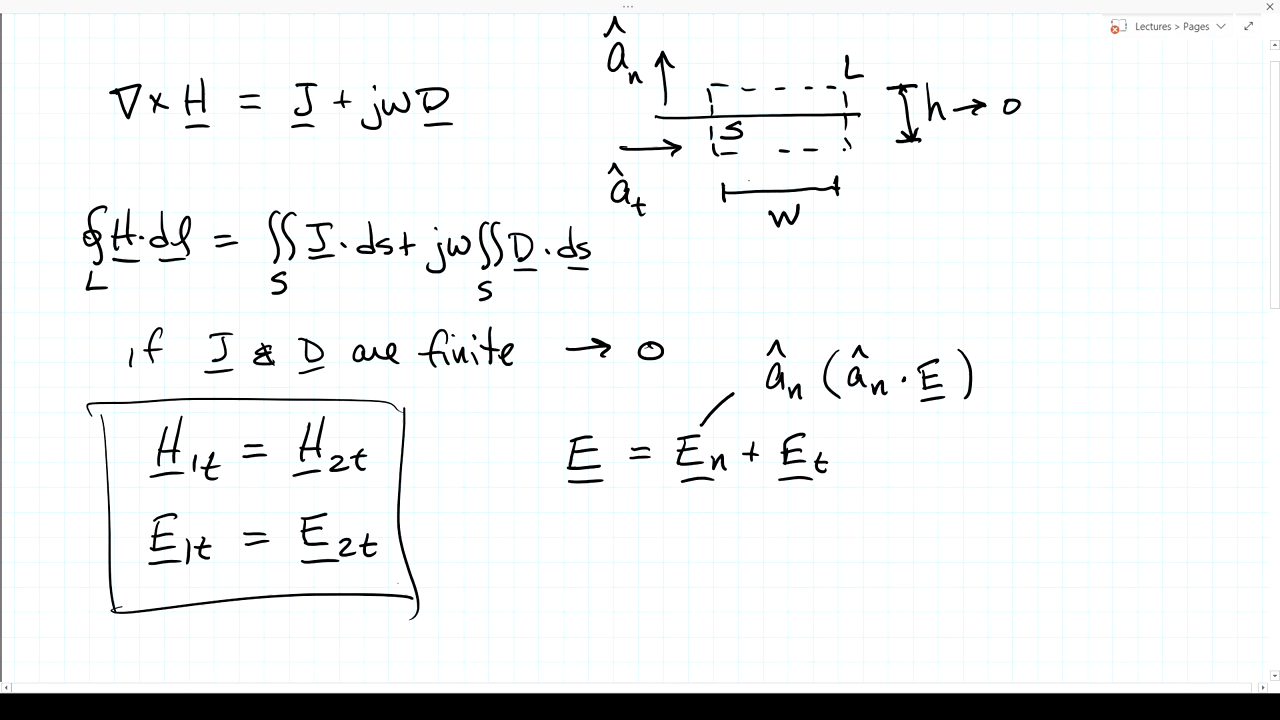 Lectures > Pages
∇ × H = J + jωD
â_n
L
S
h → 0
â_t
w
∮_L H · dl = ∬_S J · ds + jω ∬_S D · ds
if J & D are finite → 0
â_n (â_n · E)
H_1t = H_2t
E = E_n + E_t
E_1t = E_2t